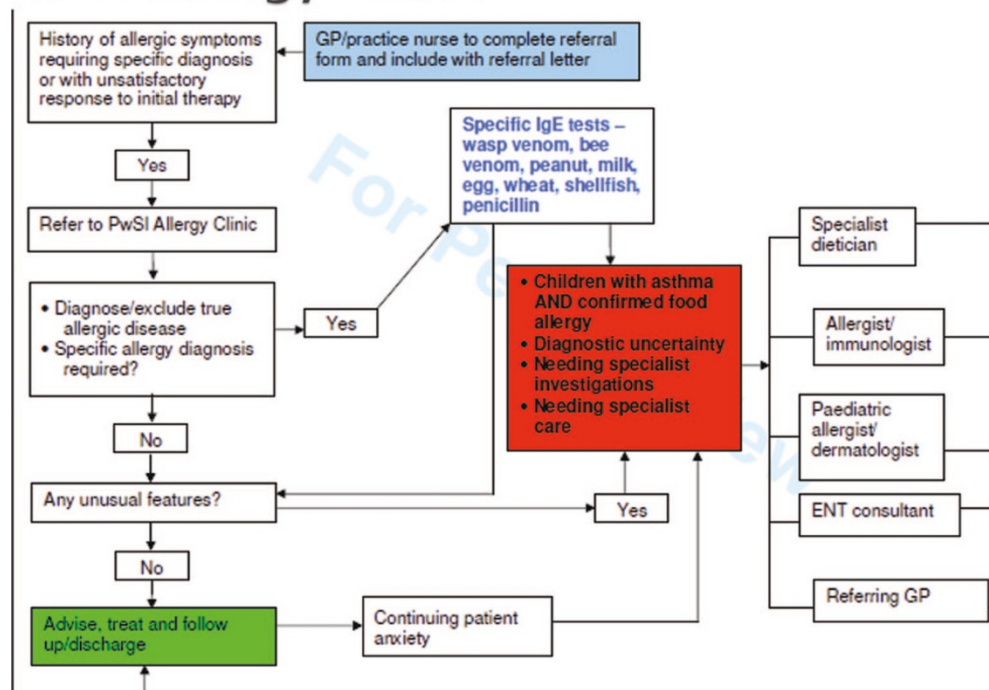 History of allergic symptoms
requiring specific diagnosis
or with unsatisfactory
response to initial therapy
GP/practice nurse to complete referral
form and include with referral letter
Yes
Specific IgE tests –
wasp venom, bee
venom, peanut, milk,
egg, wheat, shellfish,
penicillin
Refer to PwSI Allergy Clinic
• Diagnose/exclude true
allergic disease
• Specific allergy diagnosis
required?
Yes
• Children with asthma
AND confirmed food
allergy
• Diagnostic uncertainty
• Needing specialist
investigations
• Needing specialist
care
Specialist
dietician
Allergist/
immunologist
Paediatric
allergist/
dermatologist
ENT consultant
Referring GP
No
Any unusual features?
Yes
No
Advise, treat and follow
up/discharge
Continuing patient
anxiety
For Pe
ew